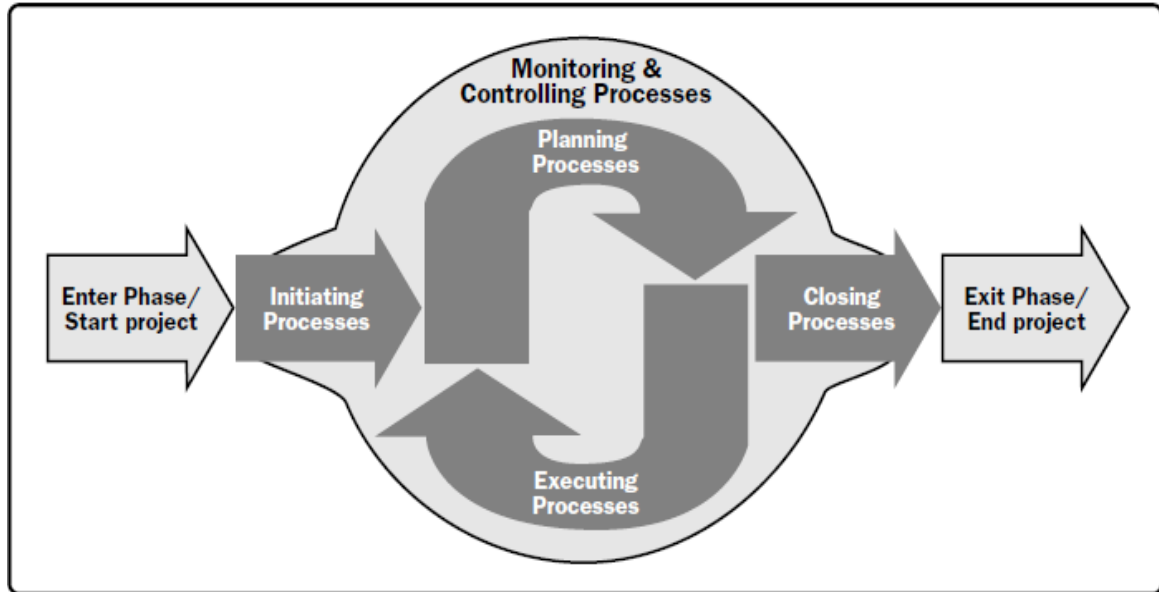 Monitoring &
Controlling Processes
Planning
Processes
Enter Phase/
Start project
Initiating
Processes
Closing
Processes
Exit Phase/
End project
Executing
Processes